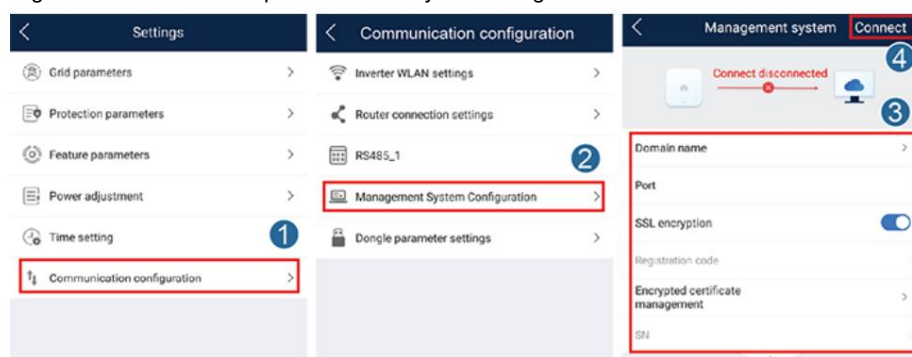 Settings
Grid parameters
Protection parameters
Feature parameters
Power adjustment
Time setting
1
Communication configuration
Communication configuration
Inverter WLAN settings
Router connection settings
RS485_1
2
Management System Configuration
Dongle parameter settings
Management system Connect
4
Connect disconnected
3
Domain name
Port
SSL encryption
Registration code
Encrypted certificate
management
SN